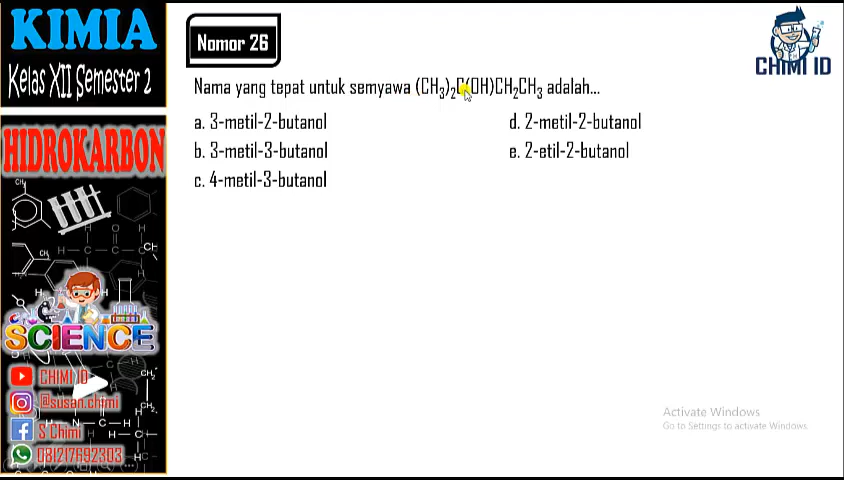 KIMIA
Kelas XII Semester 2
HIDROKARBON
SCIENCE
CHIMI ID
@susan.chimi
S Chimi
081217692303
Nomor 26
CHIMI ID
Nama yang tepat untuk semyawa (CH₃)₂C(OH)CH₂CH₃ adalah...
a. 3-metil-2-butanol
b. 3-metil-3-butanol
c. 4-metil-3-butanol
d. 2-metil-2-butanol
e. 2-etil-2-butanol
Activate Windows
Go to Settings to activate Windows.